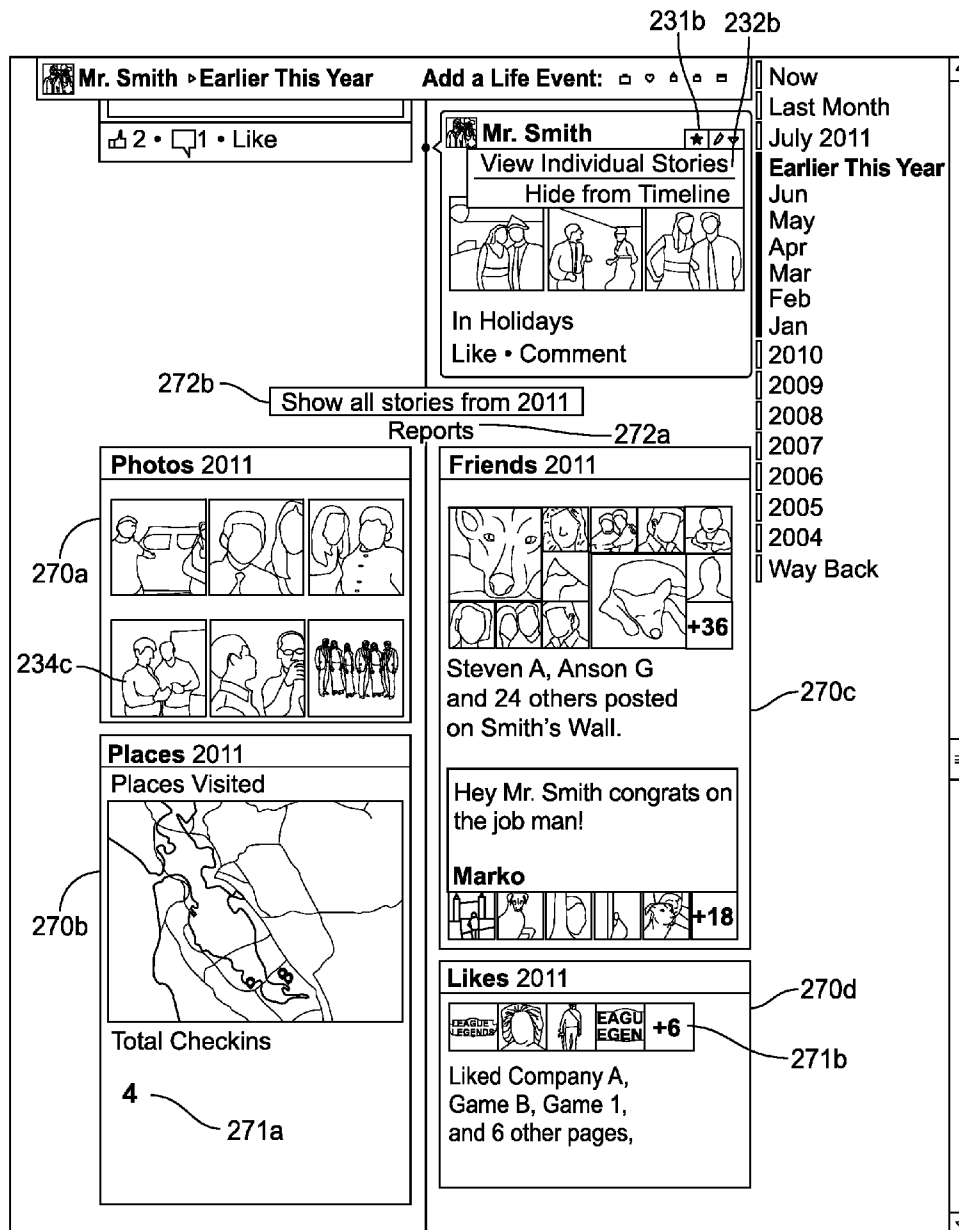 231b 232b
Mr. Smith ▹Earlier This Year Add a Life Event:
2 • 1 • Like
Mr. Smith
View Individual Stories
Hide from Timeline
In Holidays
Like • Comment
Now
Last Month
July 2011
Earlier This Year
Jun
May
Apr
Mar
Feb
Jan
2010
2009
2008
2007
2006
2005
2004
Way Back
272b
Show all stories from 2011
Reports
272a
Photos 2011
270a
234c
Friends 2011
+36
Steven A, Anson G
and 24 others posted
on Smith's Wall.
270c
Hey Mr. Smith congrats on
the job man!
Marko
+18
Places 2011
Places Visited
270b
Total Checkins
4
271a
Likes 2011
270d
LEAGUE
LEGENDS
EAGU
EGEN
+6
271b
Liked Company A,
Game B, Game 1,
and 6 other pages,